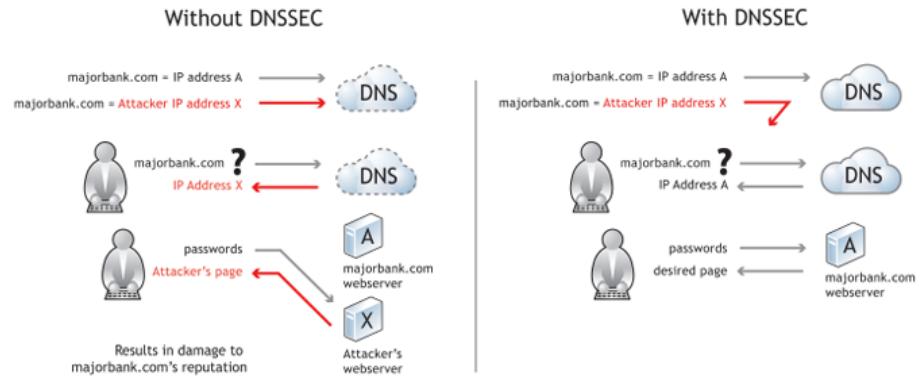 Without DNSSEC
majorbank.com = IP address A
DNS
majorbank.com = Attacker IP address X
majorbank.com ?
DNS
IP Address X
A
passwords
majorbank.com
webserver
Attacker's page
X
Results in damage to
majorbank.com's reputation
Attacker's
webserver
With DNSSEC
majorbank.com = IP address A
DNS
majorbank.com = Attacker IP address X
majorbank.com ?
DNS
IP Address A
passwords
A
desired page
majorbank.com
webserver